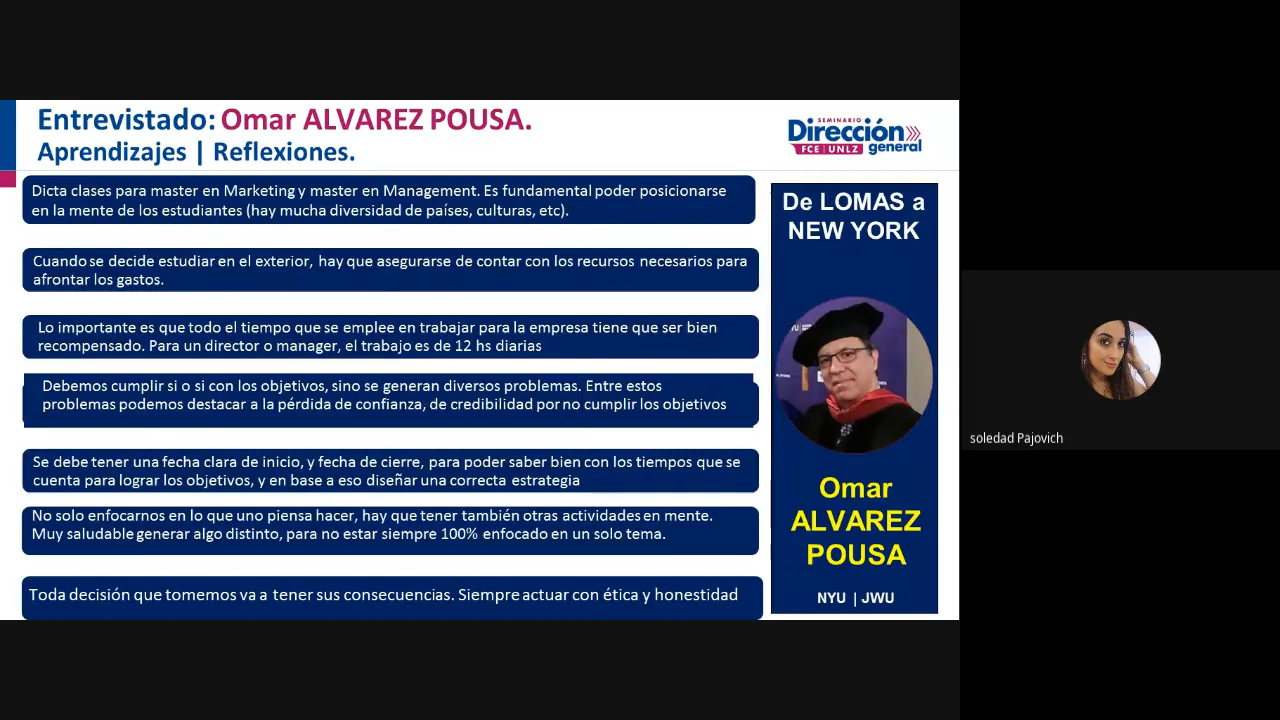 Entrevistado: Omar ALVAREZ POUSA.
Aprendizajes | Reflexiones.
SEMINARIO
Dirección
FCE UNLZ general
Dicta clases para master en Marketing y master en Management. Es fundamental poder posicionarse
en la mente de los estudiantes (hay mucha diversidad de países, culturas, etc).
Cuando se decide estudiar en el exterior, hay que asegurarse de contar con los recursos necesarios para
afrontar los gastos.
Lo importante es que todo el tiempo que se emplee en trabajar para la empresa tiene que ser bien
recompensado. Para un director o manager, el trabajo es de 12 hs diarias
Debemos cumplir si o si con los objetivos, sino se generan diversos problemas. Entre estos
problemas podemos destacar a la pérdida de confianza, de credibilidad por no cumplir los objetivos
Se debe tener una fecha clara de inicio, y fecha de cierre, para poder saber bien con los tiempos que se
cuenta para lograr los objetivos, y en base a eso diseñar una correcta estrategia
No solo enfocarnos en lo que uno piensa hacer, hay que tener también otras actividades en mente.
Muy saludable generar algo distinto, para no estar siempre 100% enfocado en un solo tema.
Toda decisión que tomemos va a tener sus consecuencias. Siempre actuar con ética y honestidad
De LOMAS a
NEW YORK
Omar
ALVAREZ
POUSA
NYU | JWU
soledad Pajovich